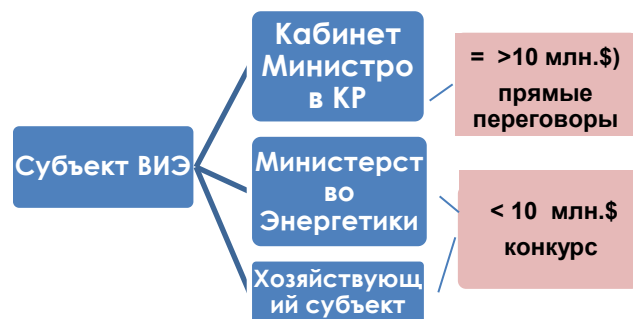 Субъект ВИЭ
Кабинет
Министро
в КР
= >10 млн.$)
прямые
переговоры
Министерст
во
Энергетики
< 10 млн.$
конкурс
Хозяйствующ
ий субъект